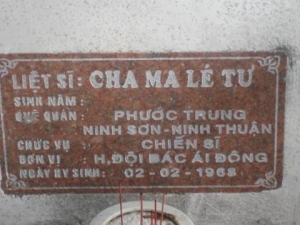 LIỆT SĨ: CHA MA LÉ TƯ
SINH NĂM:
QUÊ QUÁN: PHƯỚC TRUNG
NINH SƠN-NINH THUẬN
CHỨC VỤ: CHIẾN SĨ
ĐƠN VỊ: H, ĐỘI BÁC ÁI ĐÔNG
NGÀY HY SINH: 02-02-1968